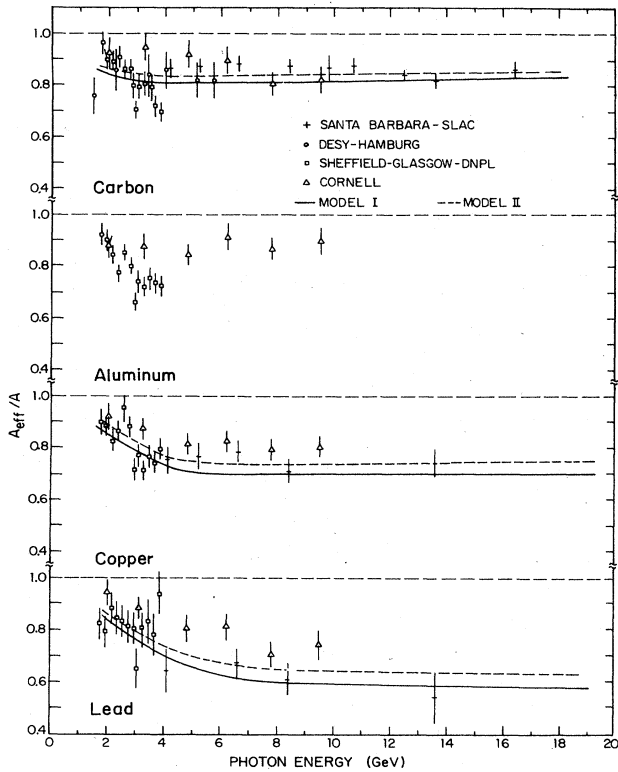 1.0
0.8
0.6
0.4
+ SANTA BARBARA-SLAC
DESY-HAMBURG
SHEFFIELD-GLASGOW-DNPL
CORNELL
MODEL I
MODEL II
Carbon
1.0
0.8
0.6
0.4
Aluminum
1.0
0.8
0.6
0.4
Copper
1.0
0.8
0.6
0.4
Lead
A_eff/A
0 2 4 6 8 10 12 14 16 18 20
PHOTON ENERGY (GeV)